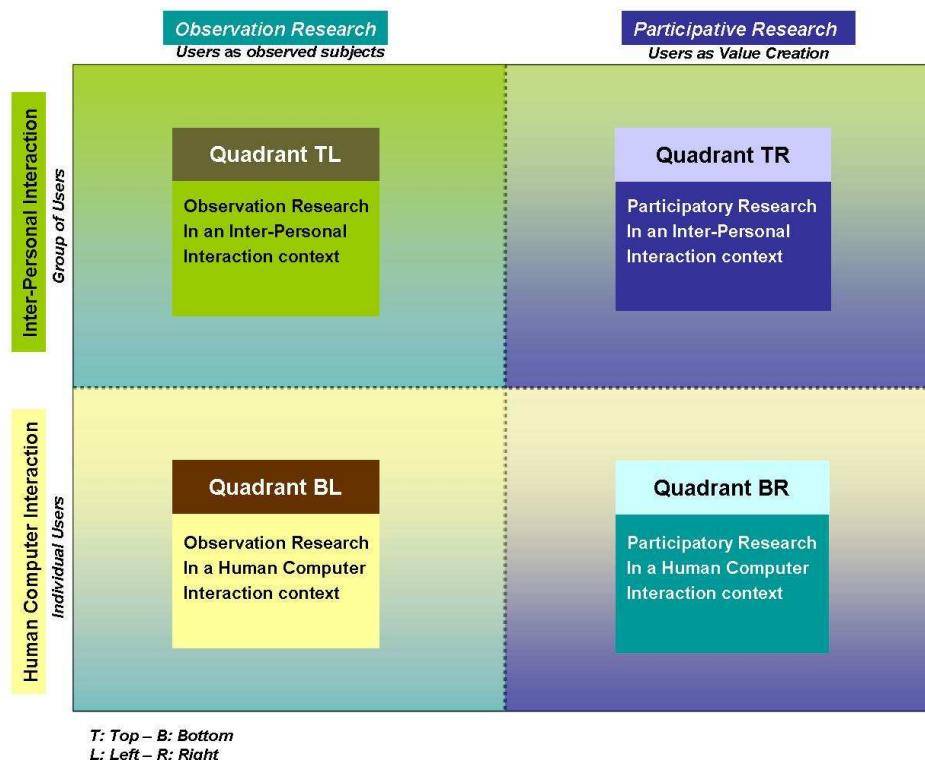 Observation Research
Users as observed subjects
Participative Research
Users as Value Creation
Inter-Personal Interaction
Group of Users
Quadrant TL
Observation Research
In an Inter-Personal
Interaction context
Quadrant TR
Participatory Research
In an Inter-Personal
Interaction context
Human Computer Interaction
Individual Users
Quadrant BL
Observation Research
In a Human Computer
Interaction context
Quadrant BR
Participatory Research
In a Human Computer
Interaction context
T: Top – B: Bottom
L: Left – R: Right